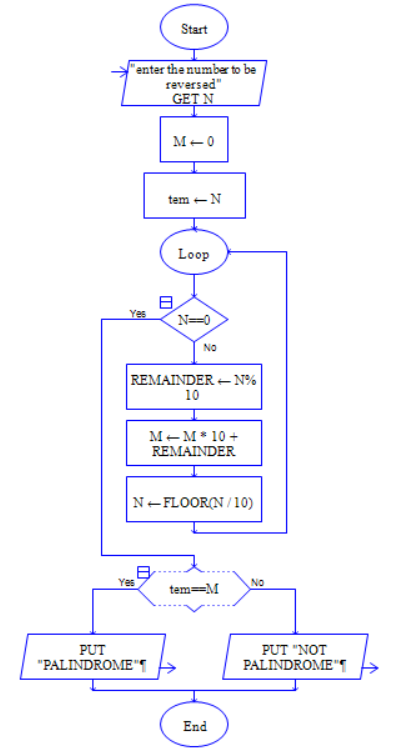 Start
"enter the number to be
reversed"
GET N
M ← 0
tem ← N
Loop
Yes
N==0
No
REMAINDER ← N%
10
M ← M * 10 +
REMAINDER
N ← FLOOR(N / 10)
Yes
tem==M
No
PUT
"PALINDROME"¶
PUT "NOT
PALINDROME"¶
End